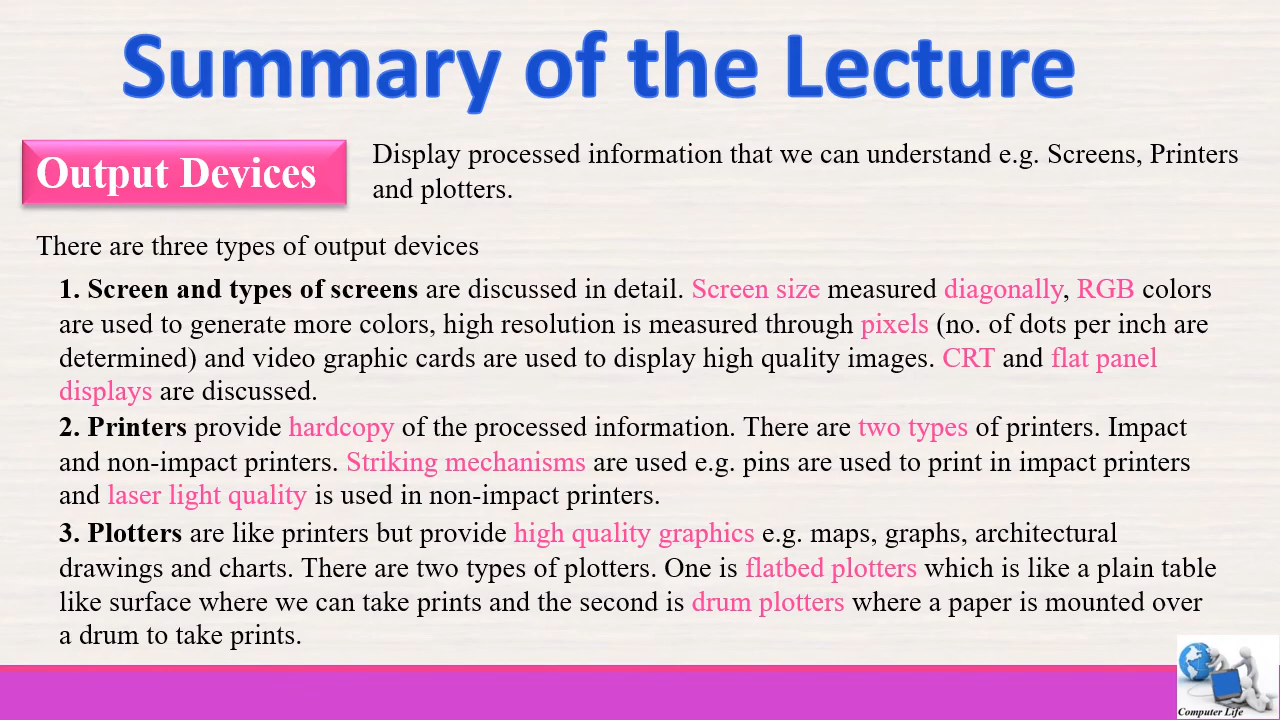 Summary of the Lecture
Output Devices
Display processed information that we can understand e.g. Screens, Printers
and plotters.
There are three types of output devices
1. Screen and types of screens are discussed in detail. Screen size measured diagonally, RGB colors
are used to generate more colors, high resolution is measured through pixels (no. of dots per inch are
determined) and video graphic cards are used to display high quality images. CRT and flat panel
displays are discussed.
2. Printers provide hardcopy of the processed information. There are two types of printers. Impact
and non-impact printers. Striking mechanisms are used e.g. pins are used to print in impact printers
and laser light quality is used in non-impact printers.
3. Plotters are like printers but provide high quality graphics e.g. maps, graphs, architectural
drawings and charts. There are two types of plotters. One is flatbed plotters which is like a plain table
like surface where we can take prints and the second is drum plotters where a paper is mounted over
a drum to take prints.
Computer Life